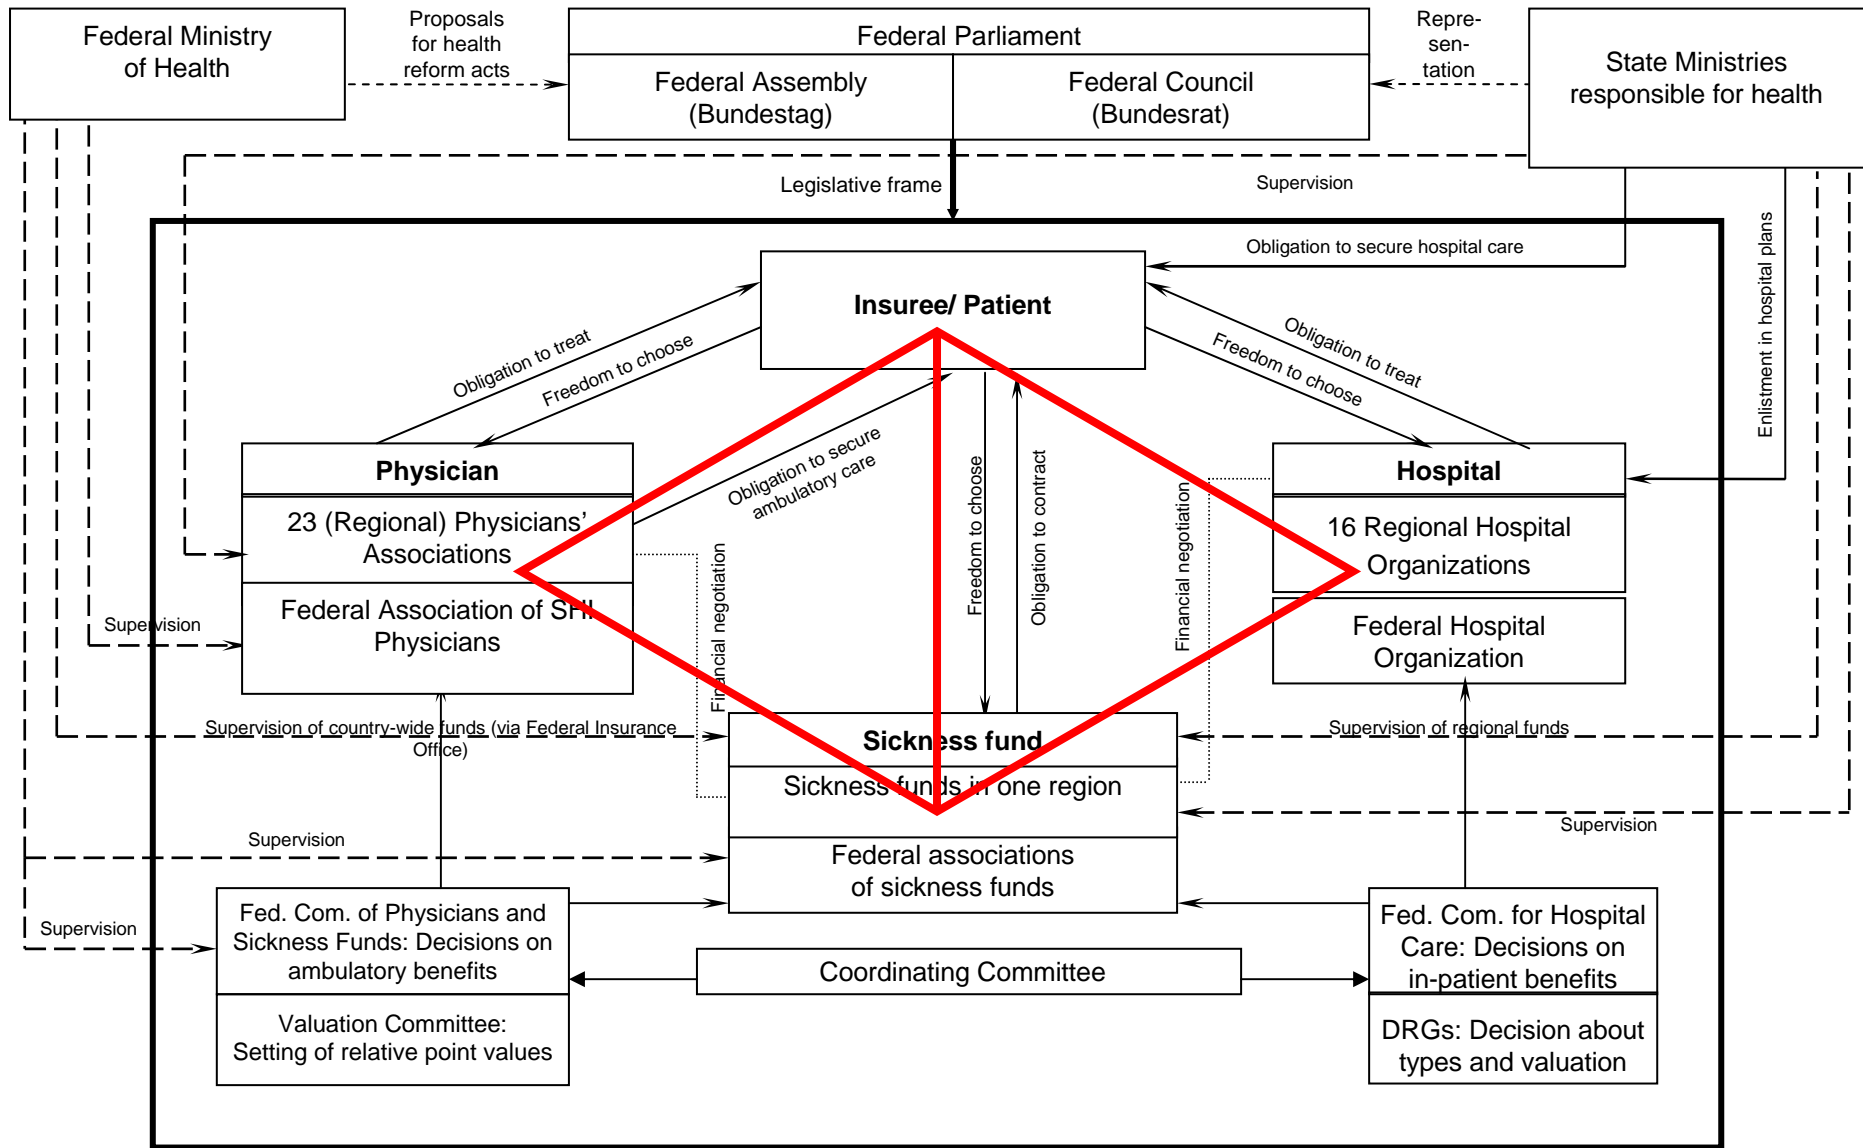 Federal Ministry
of Health
Proposals
for health
reform acts
Federal Parliament
Federal Assembly
(Bundestag)
Federal Council
(Bundesrat)
Repre-
sen-
tation
State Ministries
responsible for health
Legislative frame
Supervision
Obligation to secure hospital care
Enlistment in hospital plans
Insuree/ Patient
Obligation to treat
Freedom to choose
Obligation to treat
Freedom to choose
Physician
23 (Regional) Physicians’
Associations
Federal Association of SHI
Physicians
Obligation to secure
ambulatory care
Financial negotiation
Freedom to choose
Obligation to contract
Financial negotiation
Hospital
16 Regional Hospital
Organizations
Federal Hospital
Organization
Supervision
Supervision of country-wide funds (via Federal Insurance
Office)
Sickness fund
Sickness funds in one region
Federal associations
of sickness funds
Supervision of regional funds
Supervision
Supervision
Supervision
Fed. Com. of Physicians and
Sickness Funds: Decisions on
ambulatory benefits
Valuation Committee:
Setting of relative point values
Coordinating Committee
Fed. Com. for Hospital
Care: Decisions on
in-patient benefits
DRGs: Decision about
types and valuation